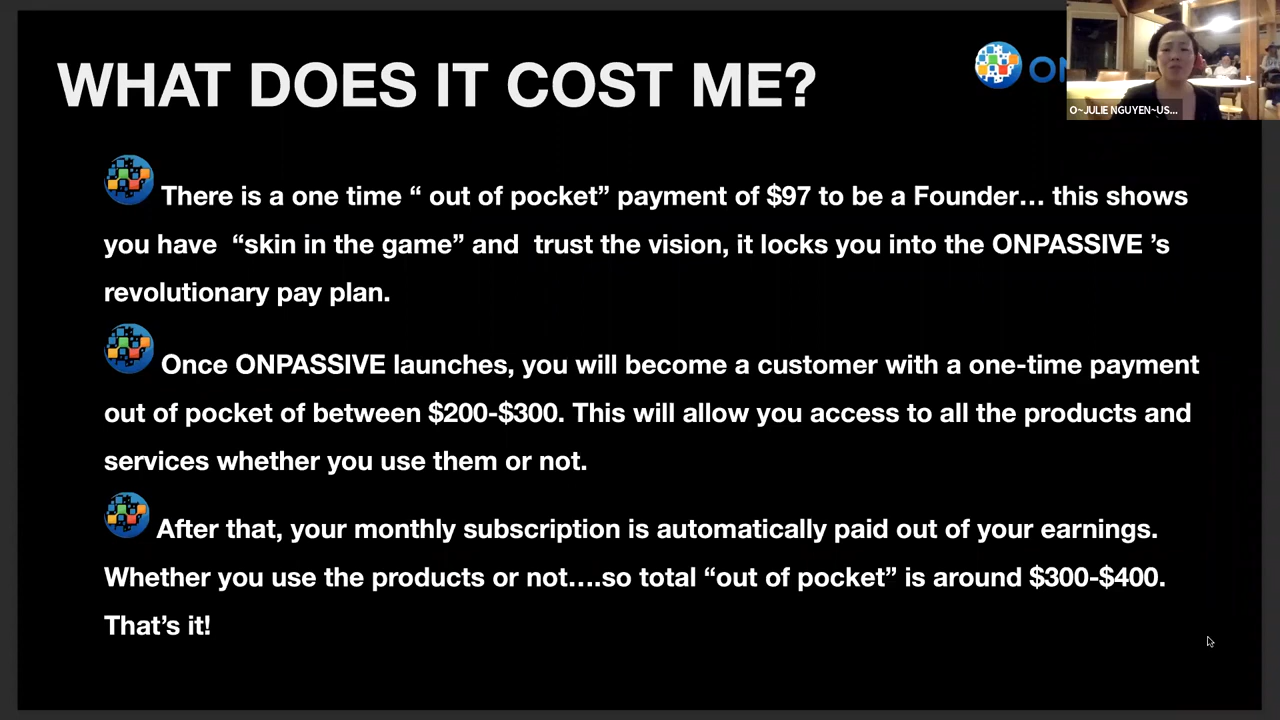 WHAT DOES IT COST ME?
ON
O~JULIE NGUYEN~US...
There is a one time “ out of pocket” payment of $97 to be a Founder… this shows
you have “skin in the game” and trust the vision, it locks you into the ONPASSIVE ’s
revolutionary pay plan.
Once ONPASSIVE launches, you will become a customer with a one-time payment
out of pocket of between $200-$300. This will allow you access to all the products and
services whether you use them or not.
After that, your monthly subscription is automatically paid out of your earnings.
Whether you use the products or not….so total “out of pocket” is around $300-$400.
That’s it!